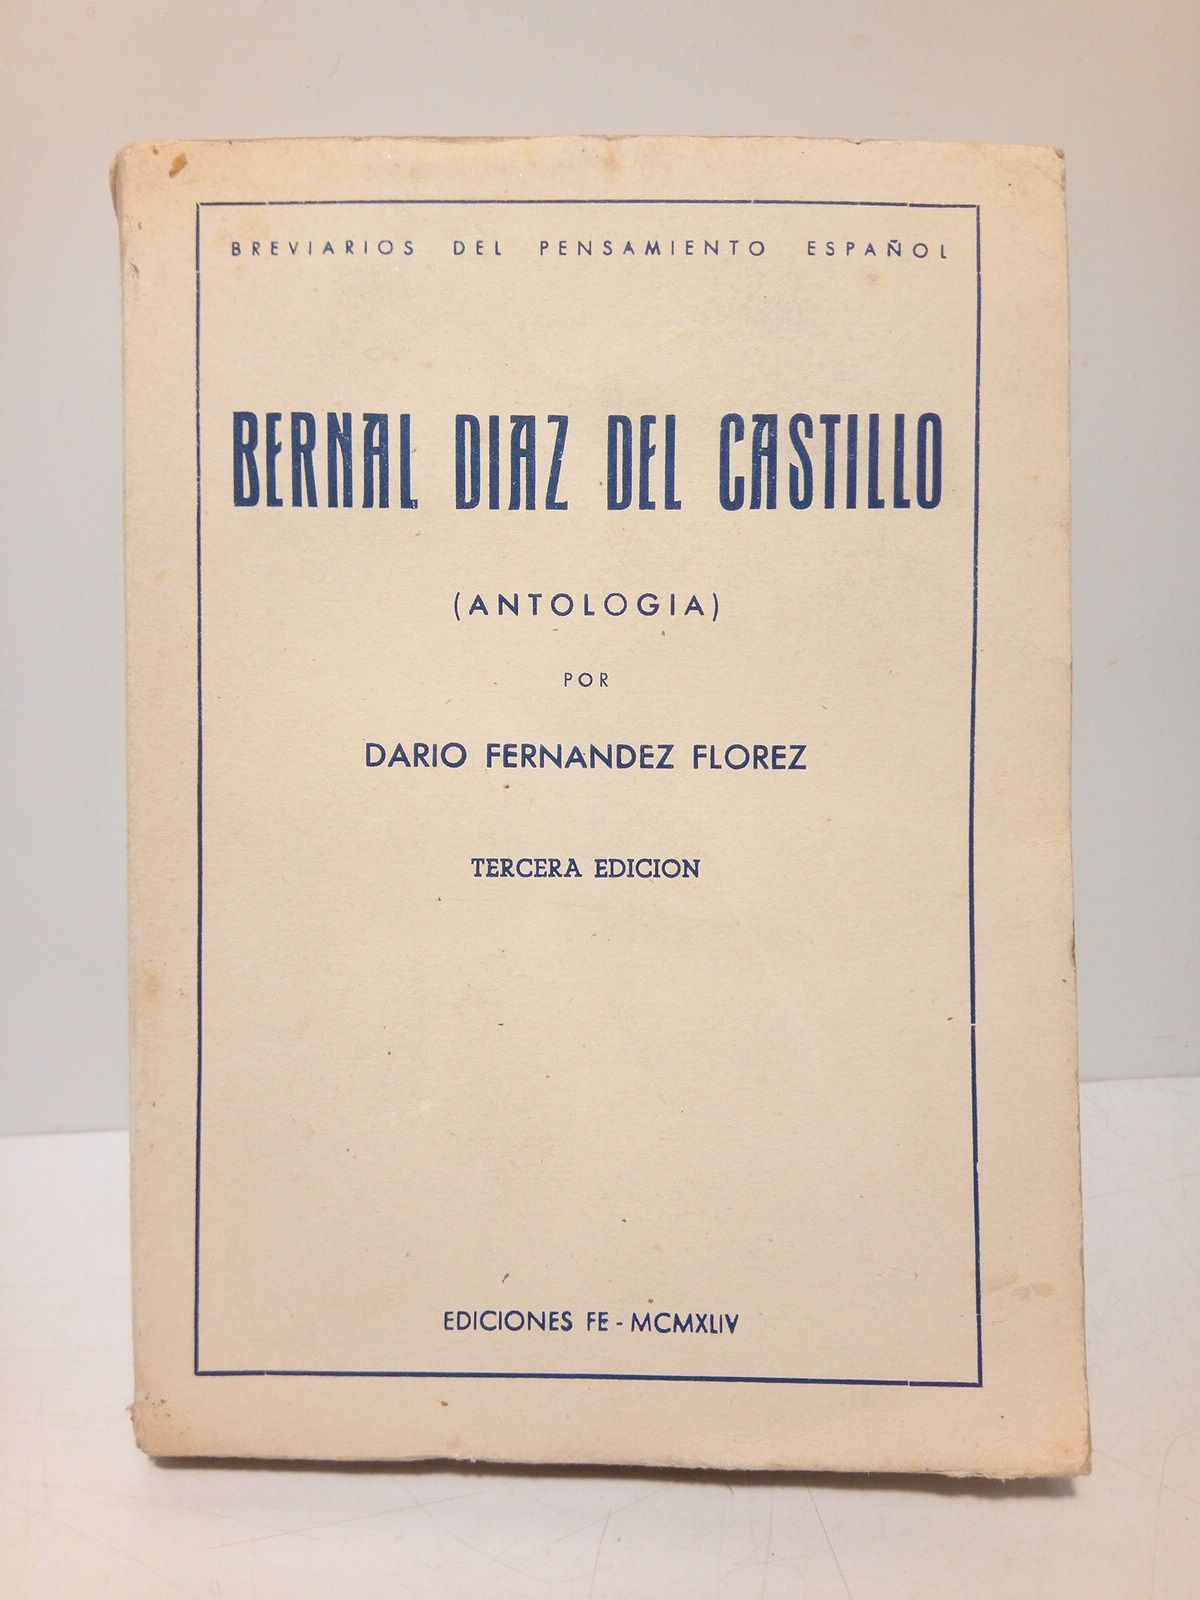 BREVIARIOS DEL PENSAMIENTO ESPAÑOL
BERNAL DIAZ DEL CASTILLO
(ANTOLOGIA)
POR
DARIO FERNANDEZ FLOREZ
TERCERA EDICION
EDICIONES FE - MCMXLIV